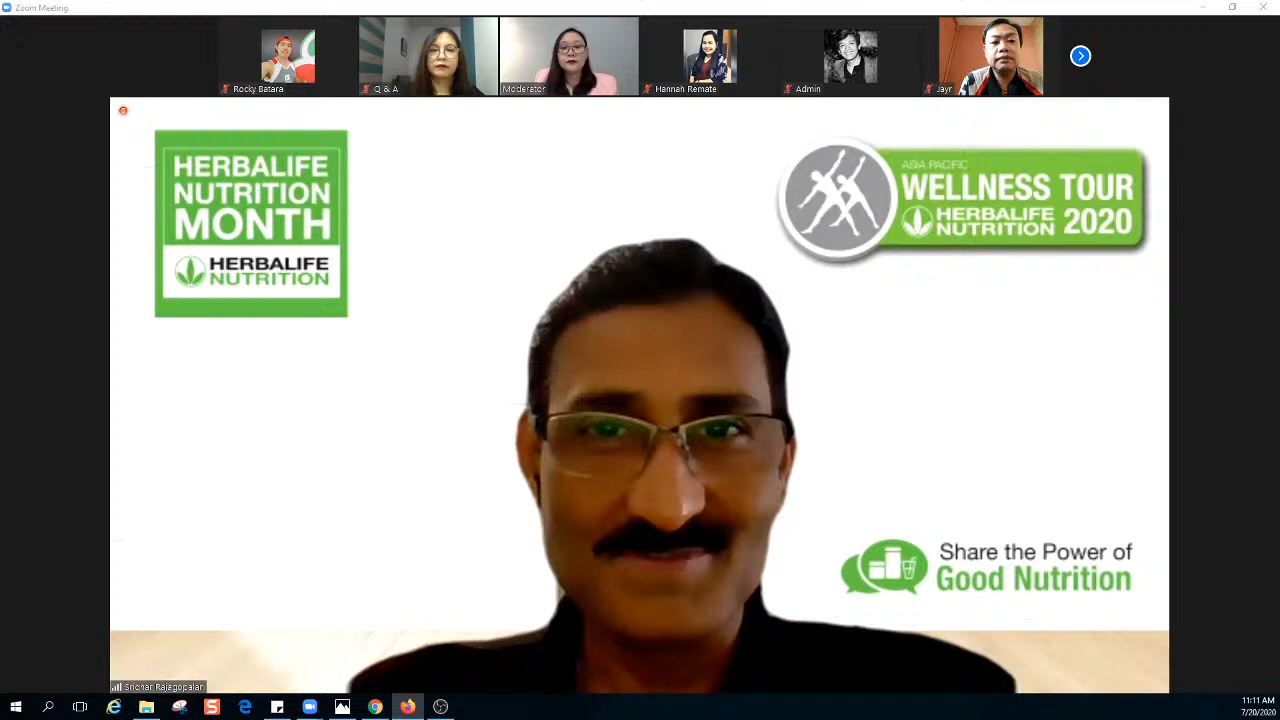 Zoom Meeting
Rocky Batara
Q & A
Moderator
Hannah Remate
Admin
Jayr
HERBALIFE
NUTRITION
MONTH
HERBALIFE
NUTRITION
ASIA PACIFIC
WELLNESS TOUR
HERBALIFE
NUTRITION 2020
Share the Power of
Good Nutrition
Sridhar Rajagopalan
11:11 AM
7/20/2020